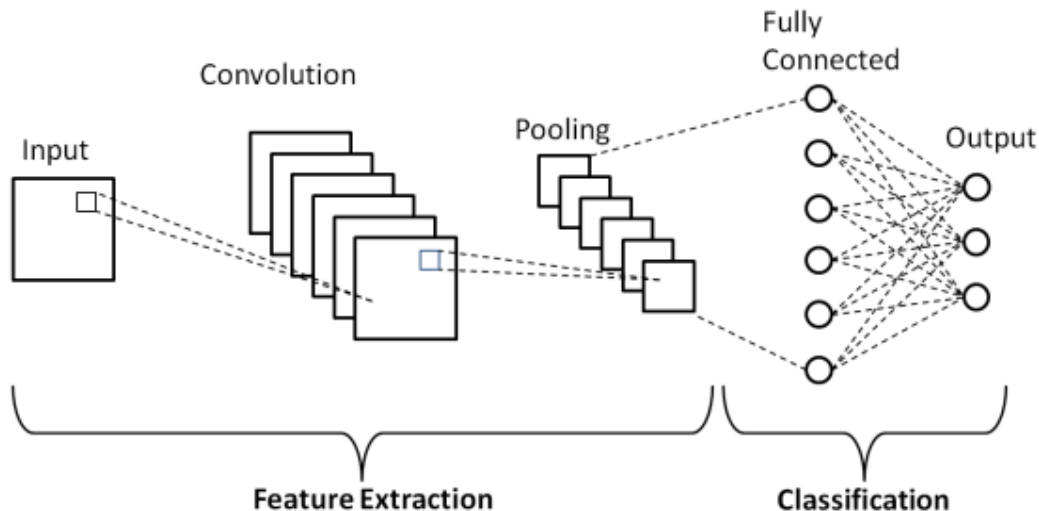 Input
Convolution
Pooling
Fully
Connected
Output
Feature Extraction
Classification